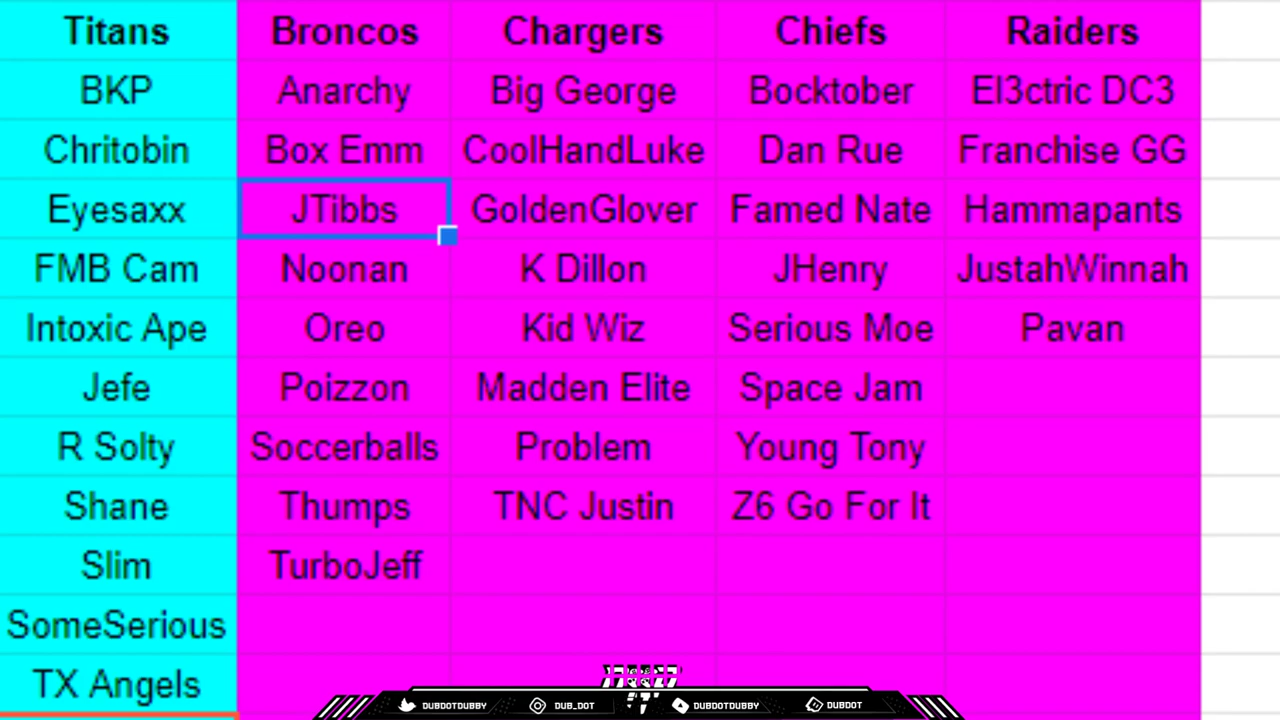 Titans Broncos Chargers Chiefs Raiders
BKP Anarchy Big George Bocktober El3ctric DC3
Chritobin Box Emm CoolHandLuke Dan Rue Franchise GG
Eyesaxx JTibbs GoldenGlover Famed Nate Hammapants
FMB Cam Noonan K Dillon JHenry JustahWinnah
Intoxic Ape Oreo Kid Wiz Serious Moe Pavan
Jefe Poizzon Madden Elite Space Jam
R Solty Soccerballs Problem Young Tony
Shane Thumps TNC Justin Z6 Go For It
Slim TurboJeff
SomeSerious
TX Angels
DUBDOTDUBBY DUB_DOT DUBDOTDUBBY DUBDOT